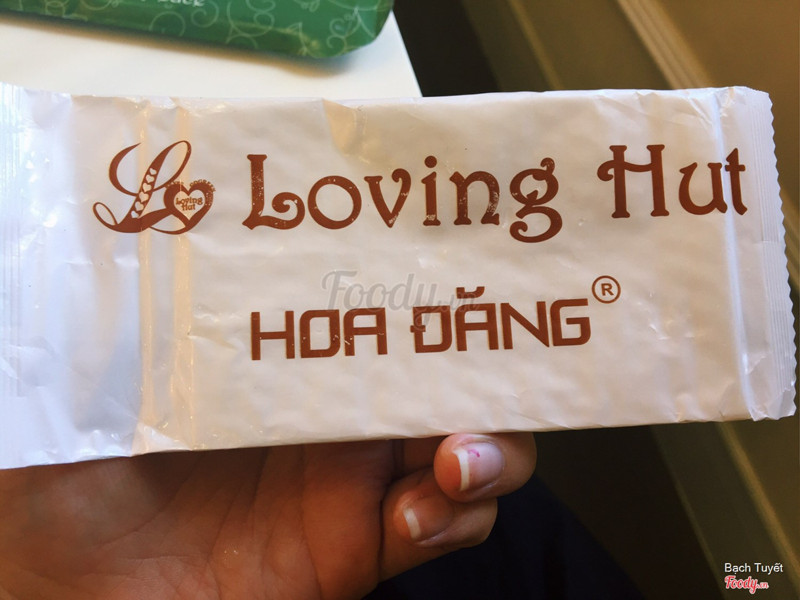 Loving Hut
Loving Hut
HOA ĐĂNG®
Foody.vn
Bạch Tuyết
Foody.vn